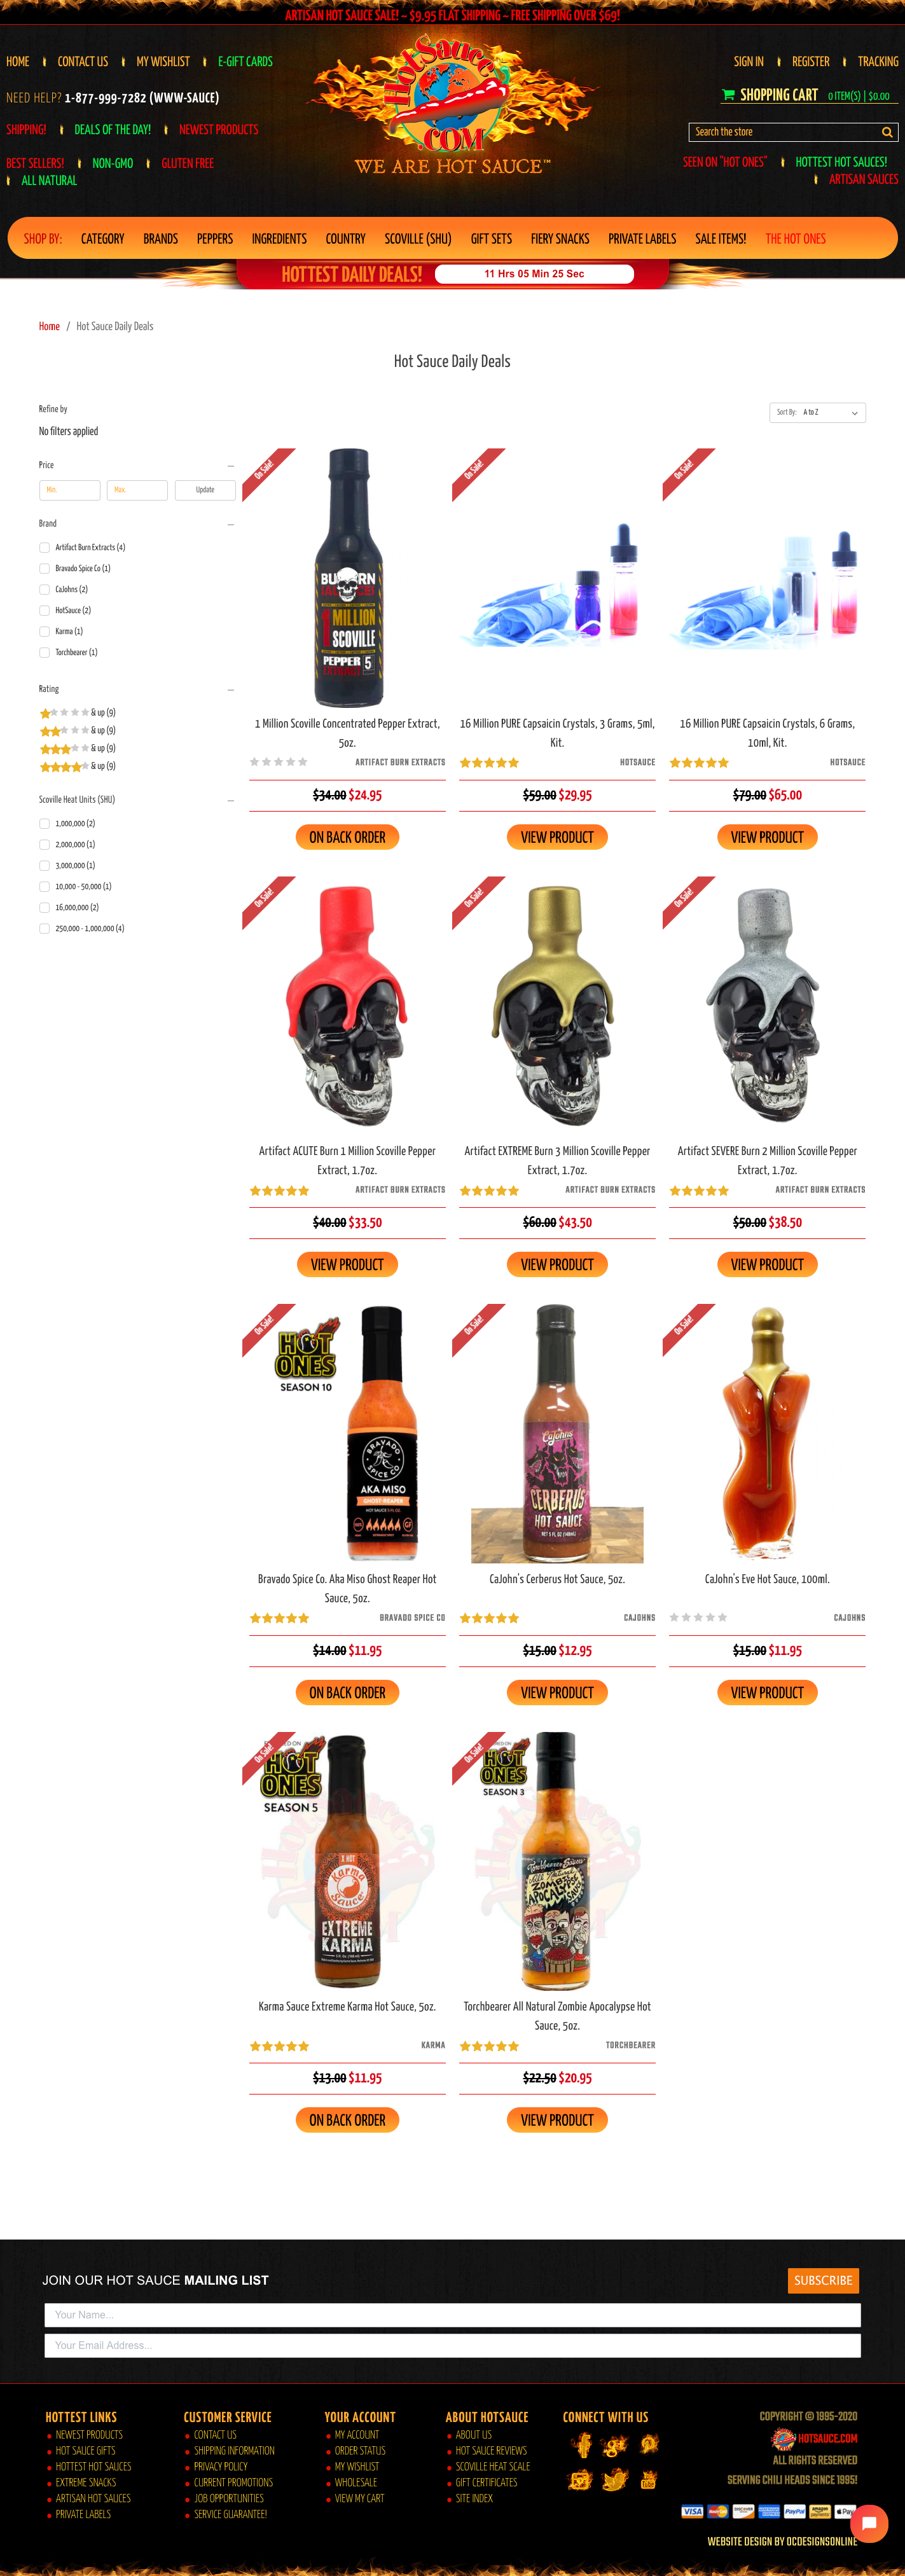 ARTISAN HOT SAUCE SALE! ~ $9.95 FLAT SHIPPING ~ FREE SHIPPING OVER $69!
HOME CONTACT US MY WISHLIST E-GIFT CARDS
SIGN IN REGISTER TRACKING
NEED HELP? 1-877-999-7282 (WWW-SAUCE)
SHOPPING CART 0 ITEM(S) | $0.00
SHIPPING! DEALS OF THE DAY! NEWEST PRODUCTS
Search the store
BEST SELLERS! NON-GMO GLUTEN FREE
ALL NATURAL
SEEN ON "HOT ONES" HOTTEST HOT SAUCES!
ARTISAN SAUCES
HotSauce
.COM
WE ARE HOT SAUCE™
SHOP BY: CATEGORY BRANDS PEPPERS INGREDIENTS COUNTRY SCOVILLE (SHU) GIFT SETS FIERY SNACKS PRIVATE LABELS SALE ITEMS! THE HOT ONES
HOTTEST DAILY DEALS! 11 Hrs 05 Min 25 Sec
Home / Hot Sauce Daily Deals
Hot Sauce Daily Deals
Refine by
No filters applied
Sort By: A to Z
Price
Min. Max. Update
Brand
Artifact Burn Extracts (4)
Bravado Spice Co (1)
CaJohns (2)
HotSauce (2)
Karma (1)
Torchbearer (1)
Rating
& up (9)
& up (9)
& up (9)
& up (9)
Scoville Heat Units (SHU)
1,000,000 (2)
2,000,000 (1)
3,000,000 (1)
10,000 - 50,000 (1)
16,000,000 (2)
250,000 - 1,000,000 (4)
On Sale!
BURN
1 MILLION
SCOVILLE
PEPPER
5
1 Million Scoville Concentrated Pepper Extract, 5oz.
ARTIFACT BURN EXTRACTS
$34.00 $24.95
ON BACK ORDER
On Sale!
16 Million PURE Capsaicin Crystals, 3 Grams, 5ml, Kit.
HOTSAUCE
$59.00 $29.95
VIEW PRODUCT
On Sale!
16 Million PURE Capsaicin Crystals, 6 Grams, 10ml, Kit.
HOTSAUCE
$79.00 $65.00
VIEW PRODUCT
On Sale!
Artifact ACUTE Burn 1 Million Scoville Pepper Extract, 1.7oz.
ARTIFACT BURN EXTRACTS
$40.00 $33.50
VIEW PRODUCT
On Sale!
Artifact EXTREME Burn 3 Million Scoville Pepper Extract, 1.7oz.
ARTIFACT BURN EXTRACTS
$60.00 $43.50
VIEW PRODUCT
On Sale!
Artifact SEVERE Burn 2 Million Scoville Pepper Extract, 1.7oz.
ARTIFACT BURN EXTRACTS
$50.00 $38.50
VIEW PRODUCT
On Sale!
HOT ONES
SEASON 10
BRAVADO SPICE CO
AKA MISO
GHOST-REAPER
Bravado Spice Co. Aka Miso Ghost Reaper Hot Sauce, 5oz.
BRAVADO SPICE CO
$14.00 $11.95
ON BACK ORDER
On Sale!
CaJohns
CERBERUS
HOT SAUCE
CaJohn's Cerberus Hot Sauce, 5oz.
CAJOHNS
$15.00 $12.95
VIEW PRODUCT
On Sale!
CaJohn's Eve Hot Sauce, 100ml.
CAJOHNS
$15.00 $11.95
VIEW PRODUCT
On Sale!
HOT ONES
SEASON 5
X HOT
Karma Sauce
EXTREME
KARMA
Karma Sauce Extreme Karma Hot Sauce, 5oz.
KARMA
$13.00 $11.95
ON BACK ORDER
On Sale!
HOT ONES
SEASON 3
Torchbearer Sauces
ZOMBIE
APOCALYPSE
Torchbearer All Natural Zombie Apocalypse Hot Sauce, 5oz.
TORCHBEARER
$22.50 $20.95
VIEW PRODUCT
JOIN OUR HOT SAUCE MAILING LIST
SUBSCRIBE
Your Name...
Your Email Address...
HOTTEST LINKS
NEWEST PRODUCTS
HOT SAUCE GIFTS
HOTTEST HOT SAUCES
EXTREME SNACKS
ARTISAN HOT SAUCES
PRIVATE LABELS
CUSTOMER SERVICE
CONTACT US
SHIPPING INFORMATION
PRIVACY POLICY
CURRENT PROMOTIONS
JOB OPPORTUNITIES
SERVICE GUARANTEE!
YOUR ACCOUNT
MY ACCOUNT
ORDER STATUS
MY WISHLIST
WHOLESALE
VIEW MY CART
ABOUT HOTSAUCE
ABOUT US
HOT SAUCE REVIEWS
SCOVILLE HEAT SCALE
GIFT CERTIFICATES
SITE INDEX
CONNECT WITH US
COPYRIGHT © 1995-2020
HOTSAUCE.COM
ALL RIGHTS RESERVED
SERVING CHILI HEADS SINCE 1995!
VISA MasterCard DISCOVER PayPal amazon Pay
WEBSITE DESIGN BY OCDESIGNSONLINE